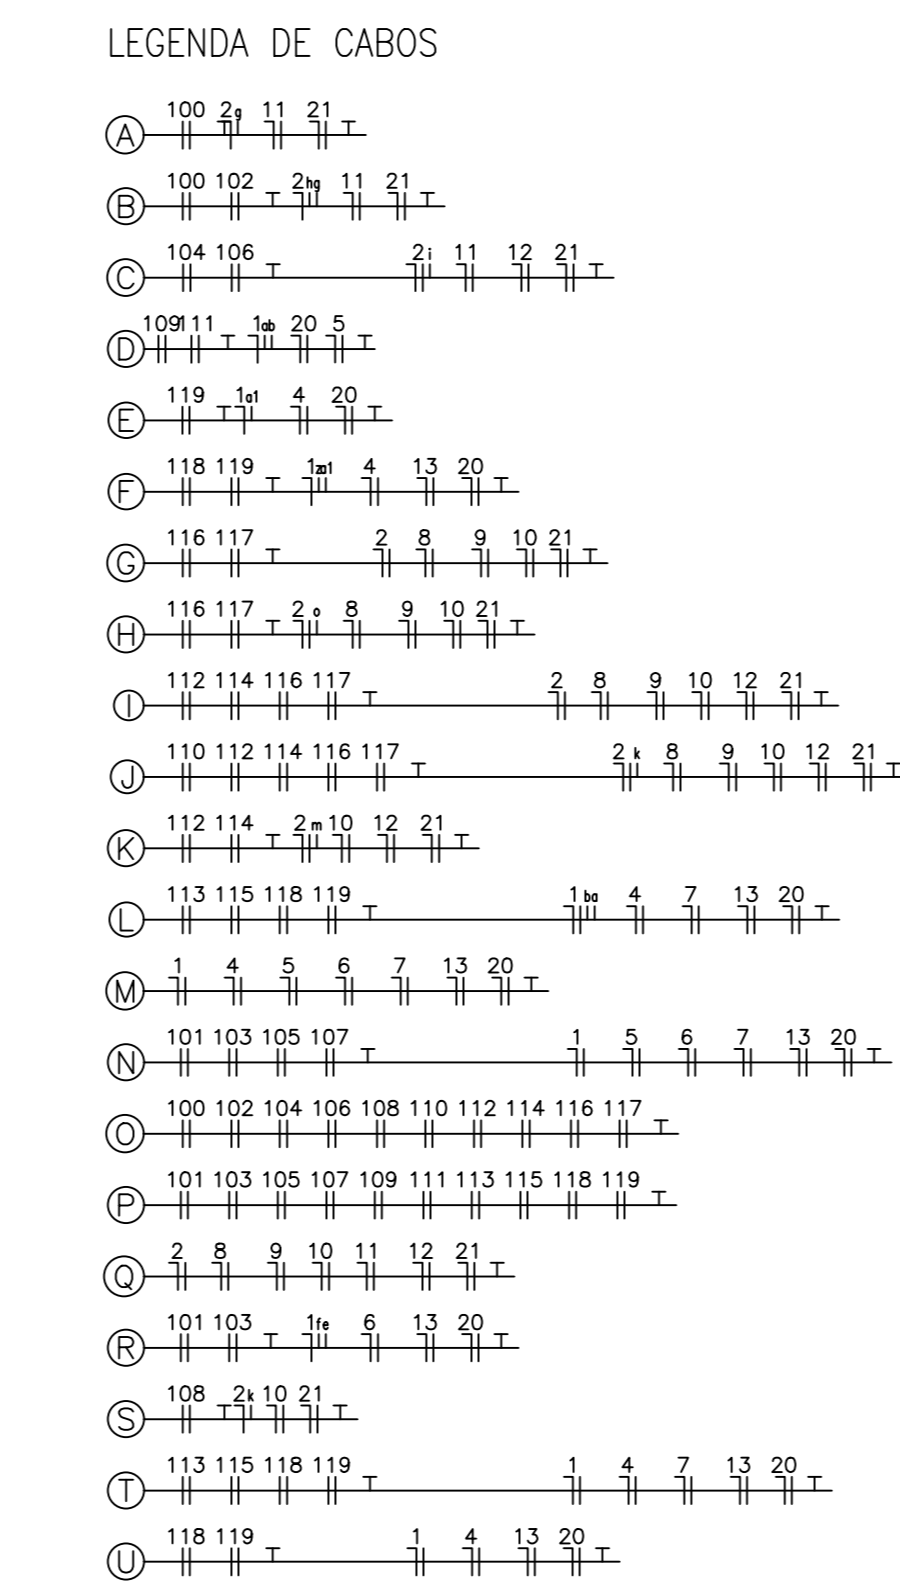 LEGENDA DE CABOS
A 100 2g 11 21
B 100 102 2hg 11 21
C 104 106 2i 11 12 21
D 109 111 1ab 20 5
E 119 1a1 4 20
F 118 119 1za1 4 13 20
G 116 117 2 8 9 10 21
H 116 117 2 o 8 9 10 21
I 112 114 116 117 2 8 9 10 12 21
J 110 112 114 116 117 2 k 8 9 10 12 21
K 112 114 2 m 10 12 21
L 113 115 118 119 1 ba 4 7 13 20
M 1 4 5 6 7 13 20
N 101 103 105 107 1 5 6 7 13 20
O 100 102 104 106 108 110 112 114 116 117
P 101 103 105 107 109 111 113 115 118 119
Q 2 8 9 10 11 12 21
R 101 103 1fe 6 13 20
S 108 2k 10 21
T 113 115 118 119 1 4 7 13 20
U 118 119 1 4 13 20